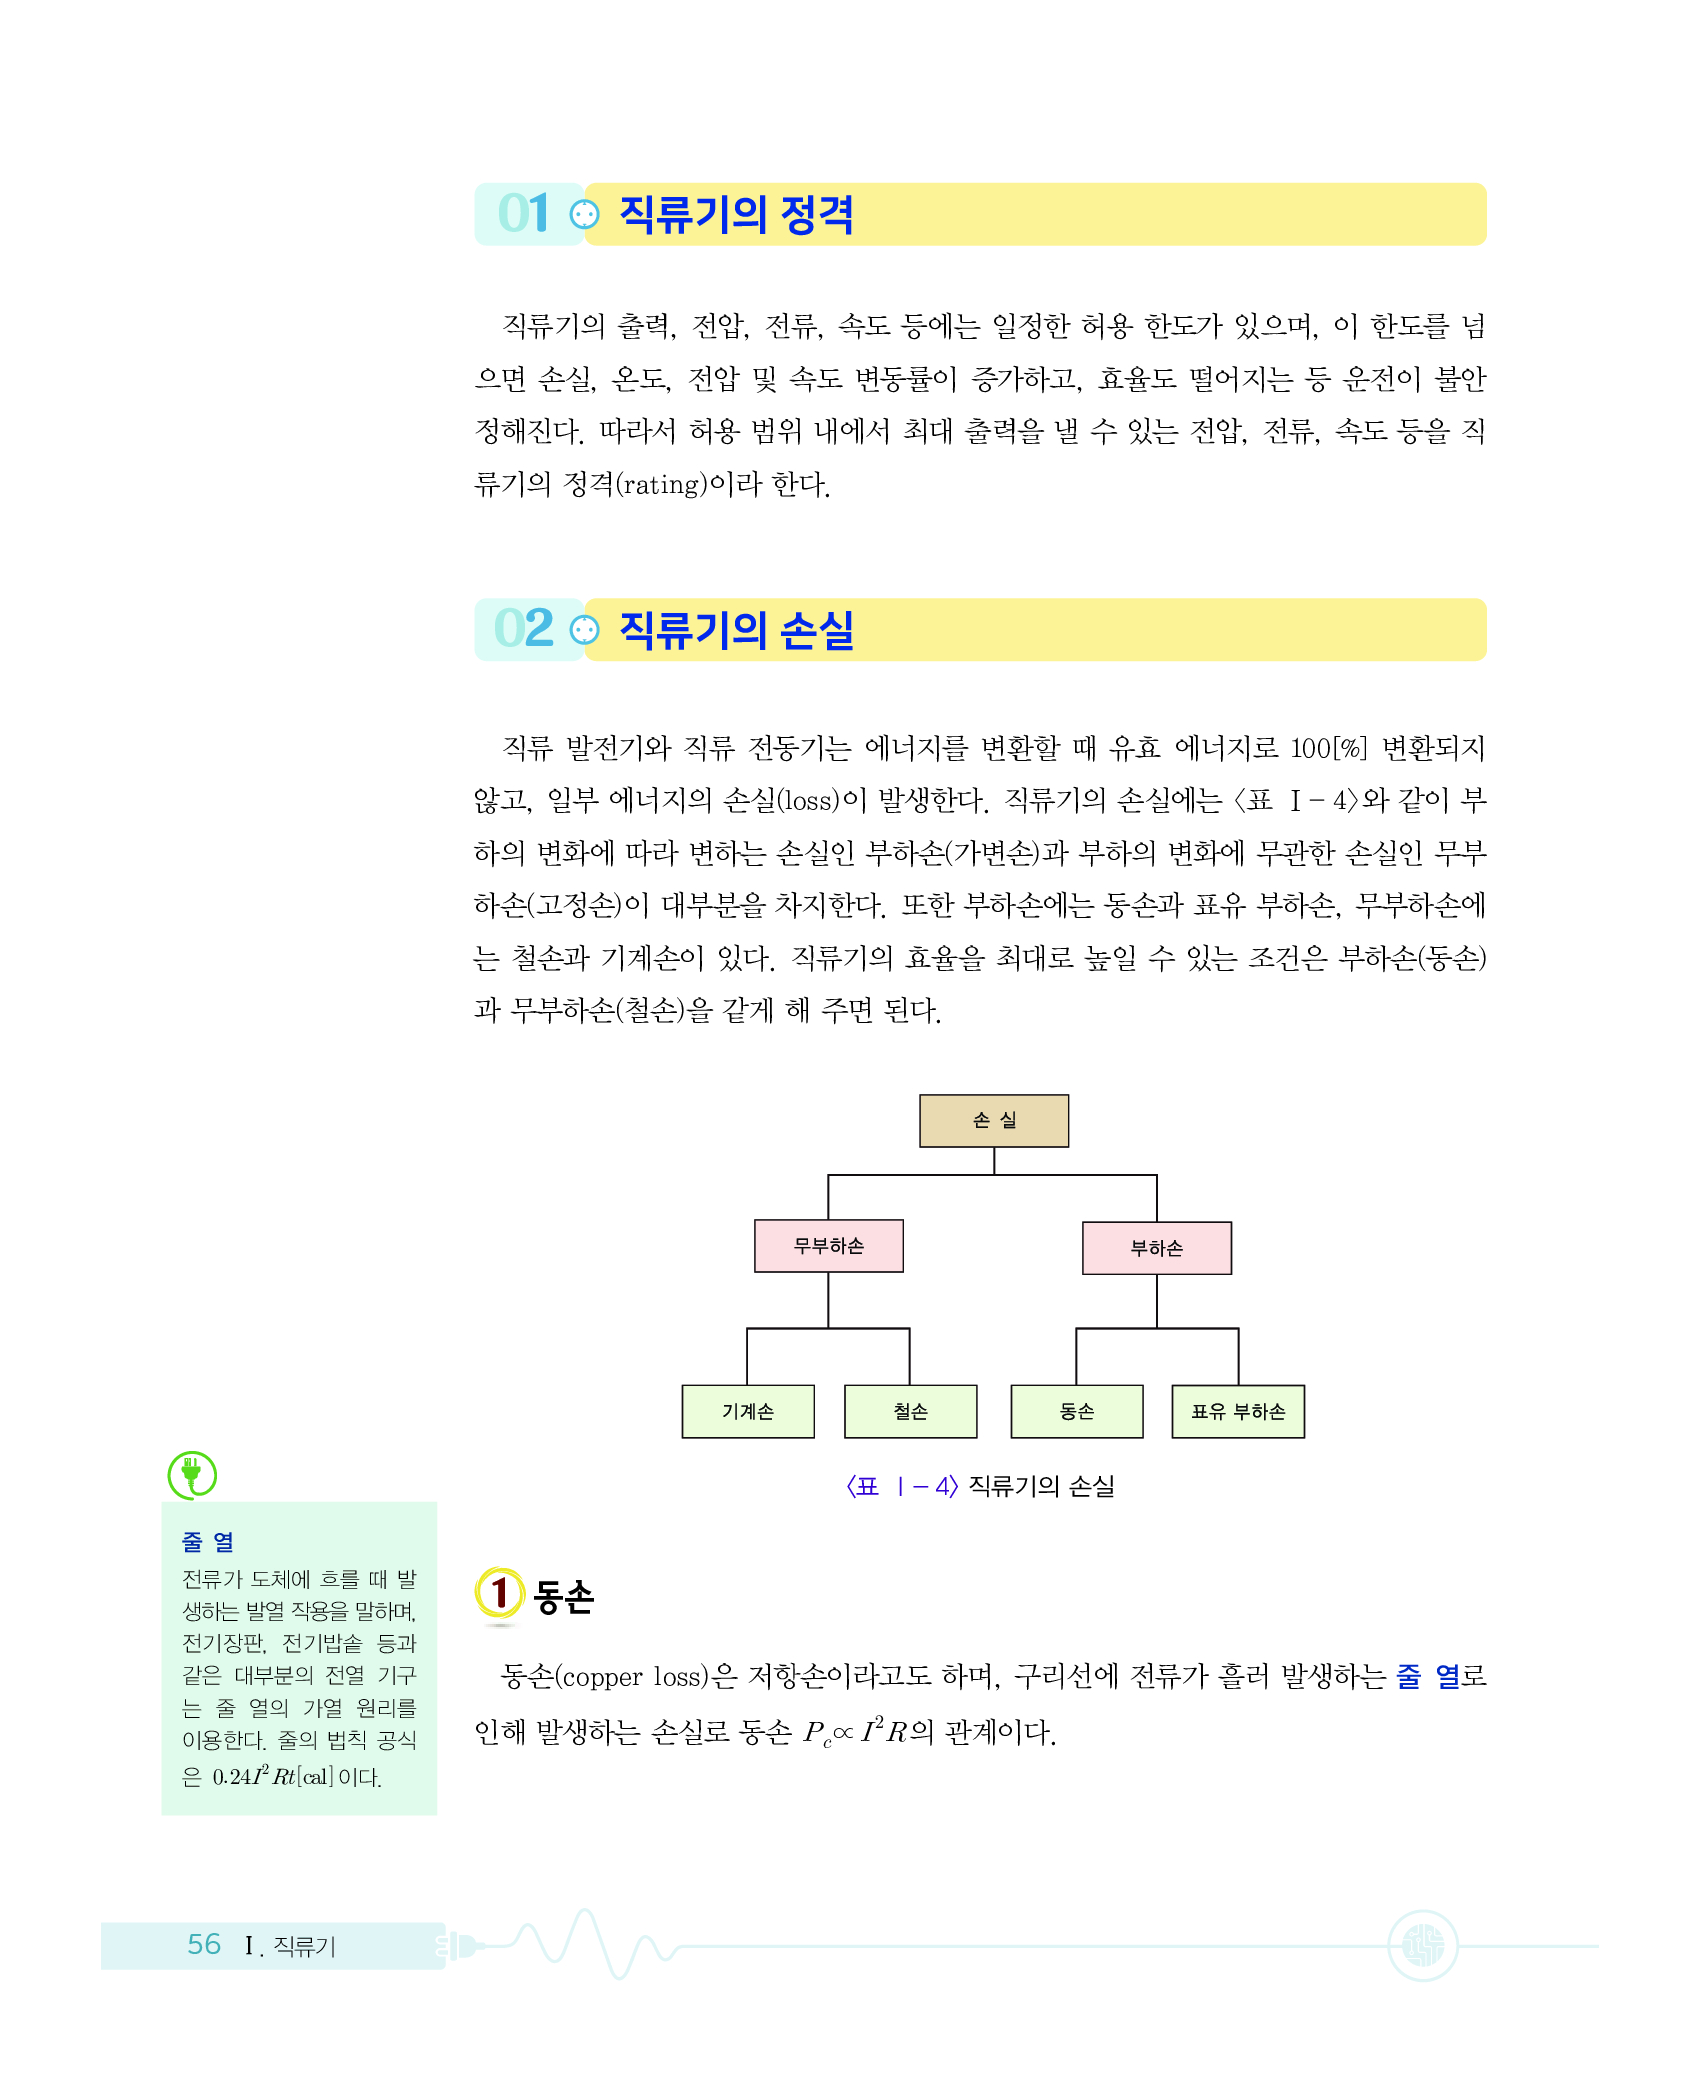 01 직류기의 정격
직류기의 출력, 전압, 전류, 속도 등에는 일정한 허용 한도가 있으며, 이 한도를 넘
으면 손실, 온도, 전압 및 속도 변동률이 증가하고, 효율도 떨어지는 등 운전이 불안
정해진다. 따라서 허용 범위 내에서 최대 출력을 낼 수 있는 전압, 전류, 속도 등을 직
류기의 정격(rating)이라 한다.
02 직류기의 손실
직류 발전기와 직류 전동기는 에너지를 변환할 때 유효 에너지로 100[%] 변환되지
않고, 일부 에너지의 손실(loss)이 발생한다. 직류기의 손실에는 〈표 Ⅰ-4〉와 같이 부
하의 변화에 따라 변하는 손실인 부하손(가변손)과 부하의 변화에 무관한 손실인 무부
하손(고정손)이 대부분을 차지한다. 또한 부하손에는 동손과 표유 부하손, 무부하손에
는 철손과 기계손이 있다. 직류기의 효율을 최대로 높일 수 있는 조건은 부하손(동손)
과 무부하손(철손)을 같게 해 주면 된다.
손 실
무부하손 부하손
기계손 철손 동손 표유 부하손
〈표 Ⅰ-4〉 직류기의 손실
줄 열
전류가 도체에 흐를 때 발
생하는 발열 작용을 말하며,
전기장판, 전기밥솥 등과
같은 대부분의 전열 기구
는 줄 열의 가열 원리를
이용한다. 줄의 법칙 공식
은 0.24I²Rt[cal]이다.
1 동손
동손(copper loss)은 저항손이라고도 하며, 구리선에 전류가 흘러 발생하는 줄 열로
인해 발생하는 손실로 동손 P_c∝I²R의 관계이다.
56 Ⅰ. 직류기